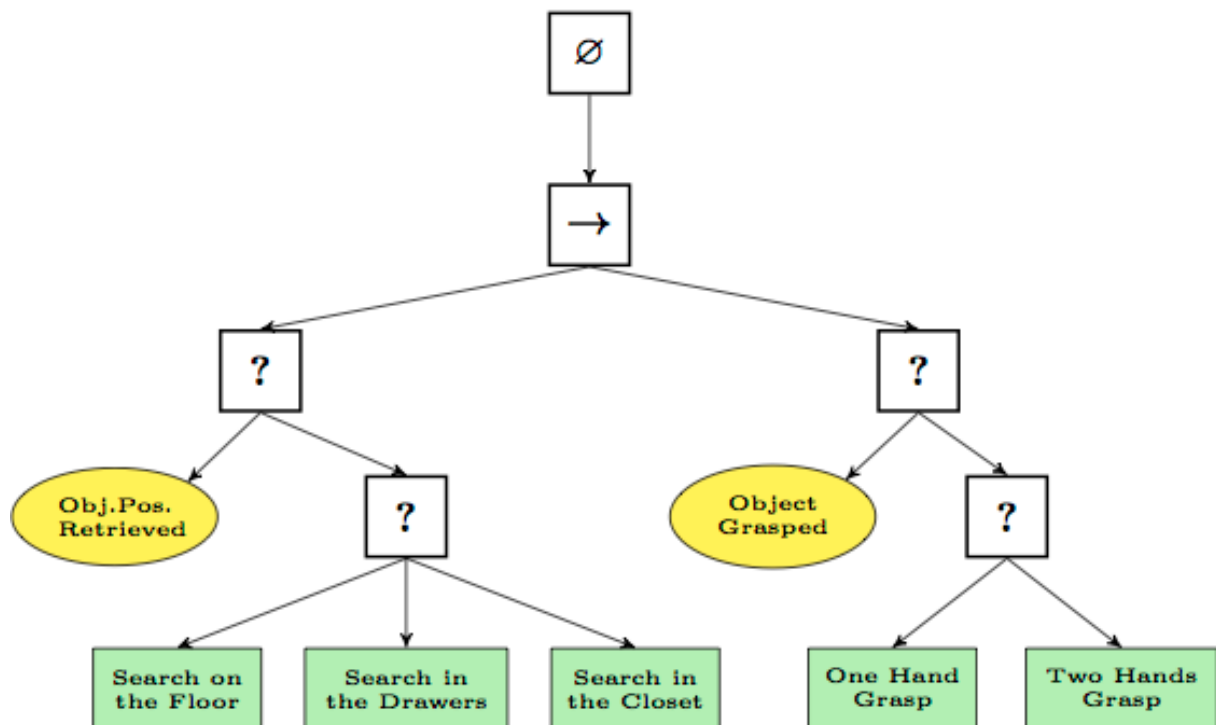 ∅
→
?
?
Obj.Pos.
Retrieved
?
Object
Grasped
?
Search on
the Floor
Search in
the Drawers
Search in
the Closet
One Hand
Grasp
Two Hands
Grasp